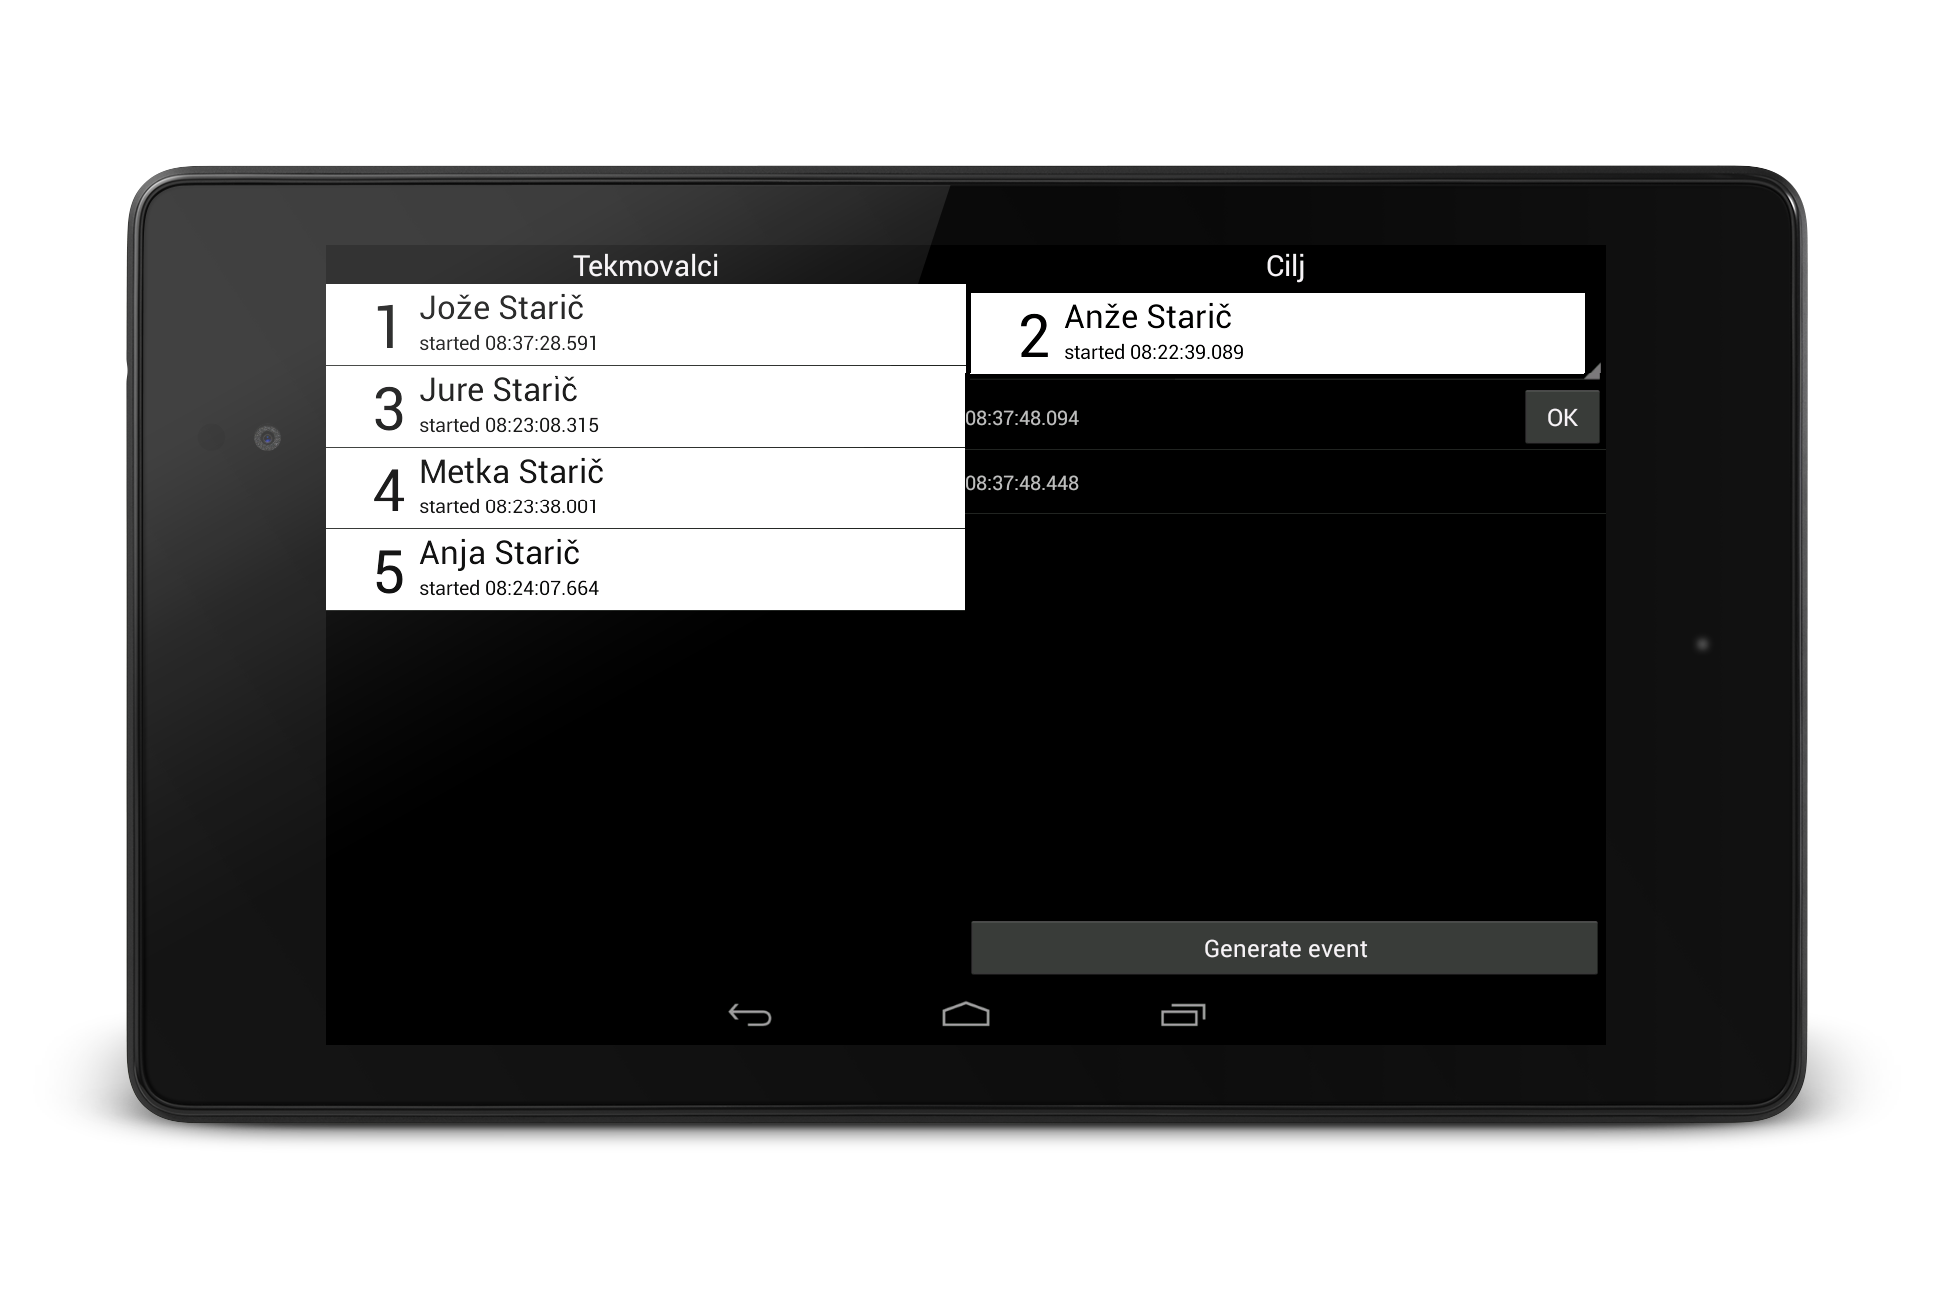 Tekmovalci
1
Jože Starič
started 08:37:28.591
3
Jure Starič
started 08:23:08.315
4
Metka Starič
started 08:23:38.001
5
Anja Starič
started 08:24:07.664
Cilj
2
Anže Starič
started 08:22:39.089
08:37:48.094
OK
08:37:48.448
Generate event